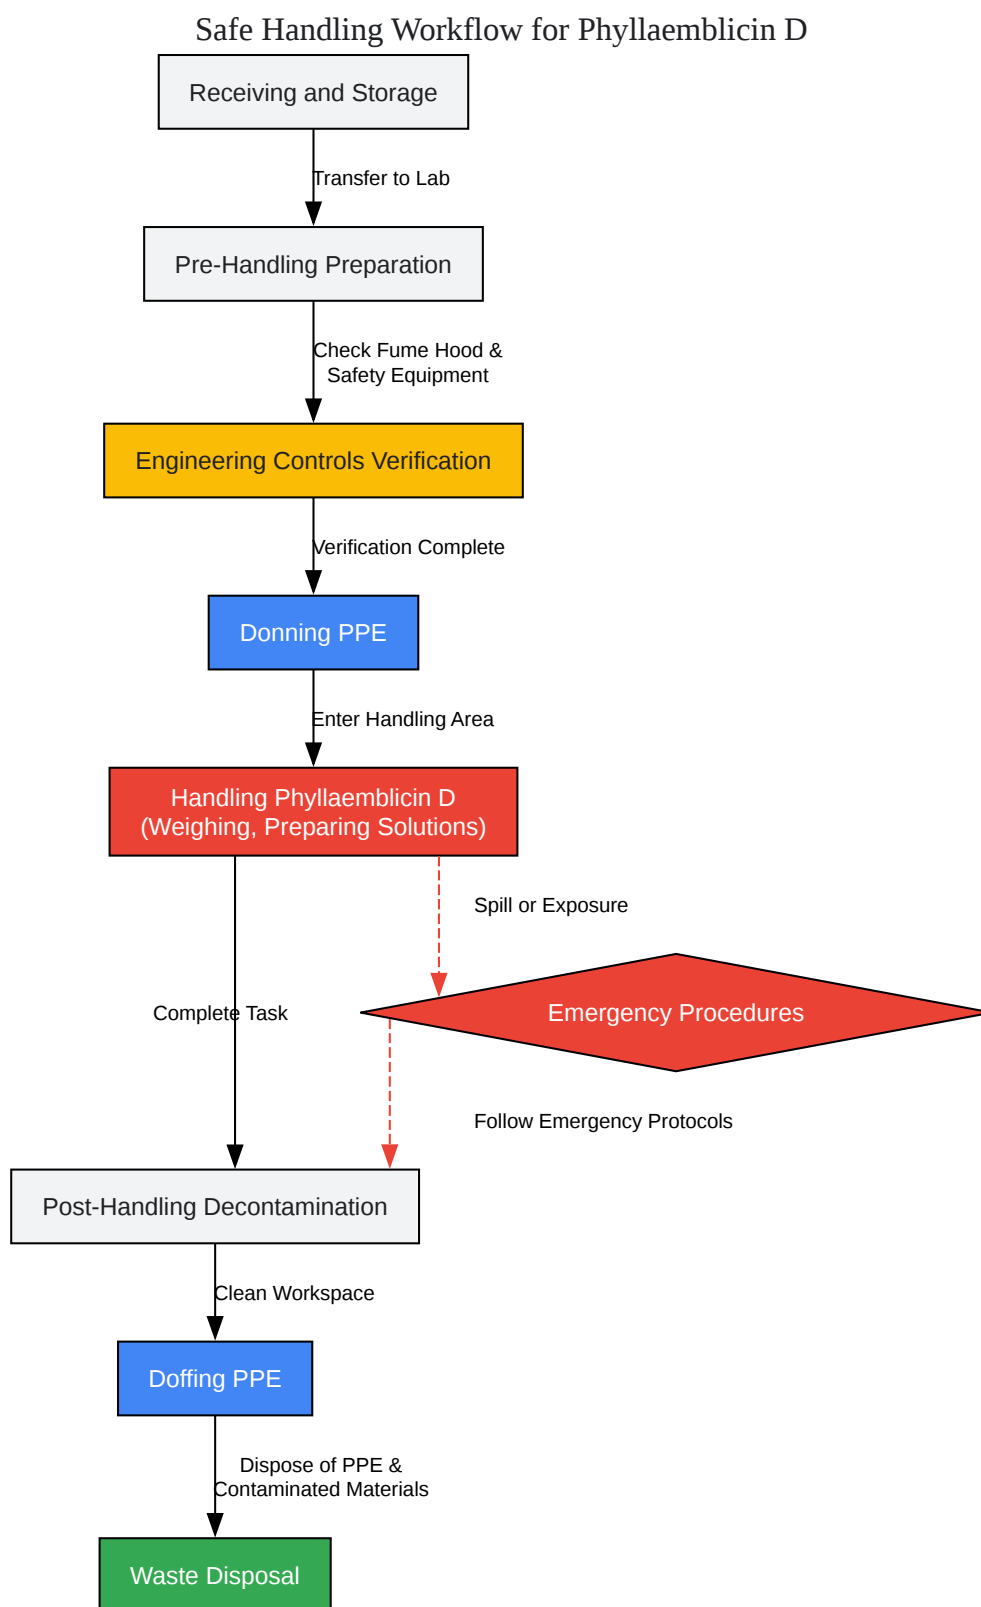 Safe Handling Workflow for Phyllaemblicin D
Receiving and Storage
Transfer to Lab
Pre-Handling Preparation
Check Fume Hood &
Safety Equipment
Engineering Controls Verification
Verification Complete
Donning PPE
Enter Handling Area
Handling Phyllaemblicin D
(Weighing, Preparing Solutions)
Spill or Exposure
Complete Task
Emergency Procedures
Follow Emergency Protocols
Post-Handling Decontamination
Clean Workspace
Doffing PPE
Dispose of PPE &
Contaminated Materials
Waste Disposal